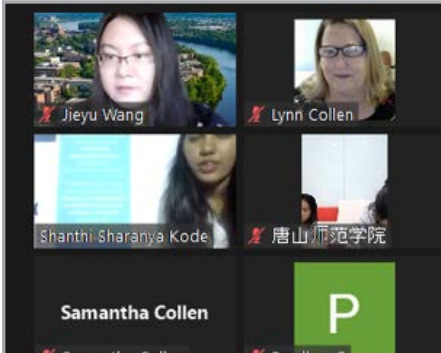 Jieyu Wang
Lynn Collen
Shanthi Sharanya Kode
唐山师范学院
Samantha Collen
P